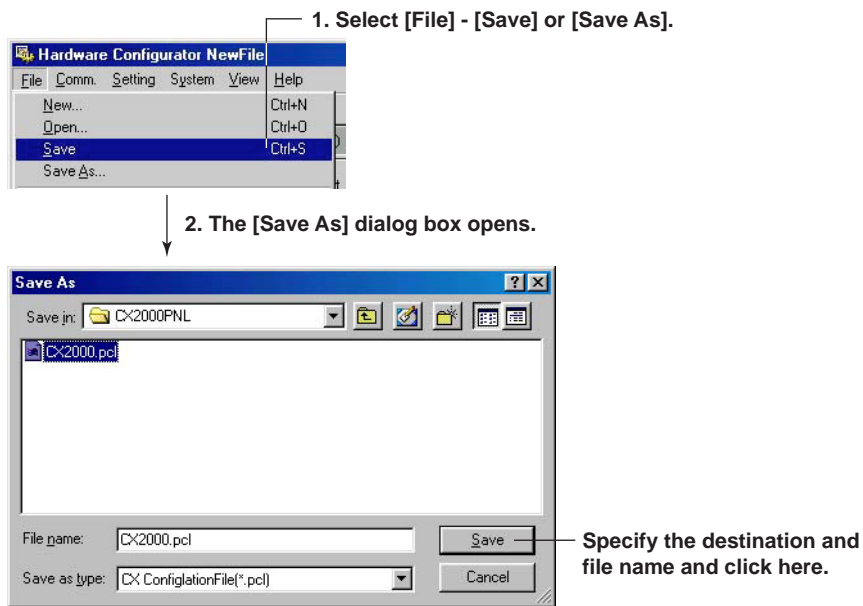 1. Select [File] - [Save] or [Save As].
Hardware Configurator NewFile
File Comm. Setting System View Help
New... Ctrl+N
Open... Ctrl+O
Save Ctrl+S
Save As...
2. The [Save As] dialog box opens.
Save As
Save in: CX2000PNL
CX2000.pcl
File name: CX2000.pcl Save
Specify the destination and
file name and click here.
Save as type: CX ConfiglationFile(*.pcl) Cancel